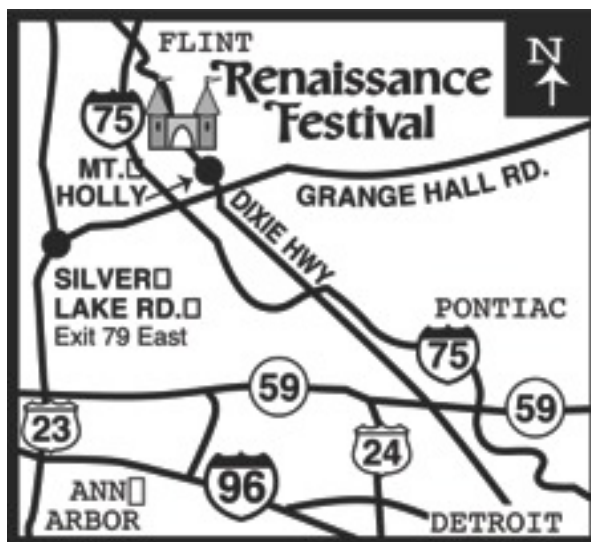 FLINT
N
Renaissance
Festival
75
MT.
HOLLY
GRANGE HALL RD.
DIXIE HWY
SILVER
LAKE RD.
Exit 79 East
PONTIAC
75
59
59
23
24
96
ANN
ARBOR
DETROIT